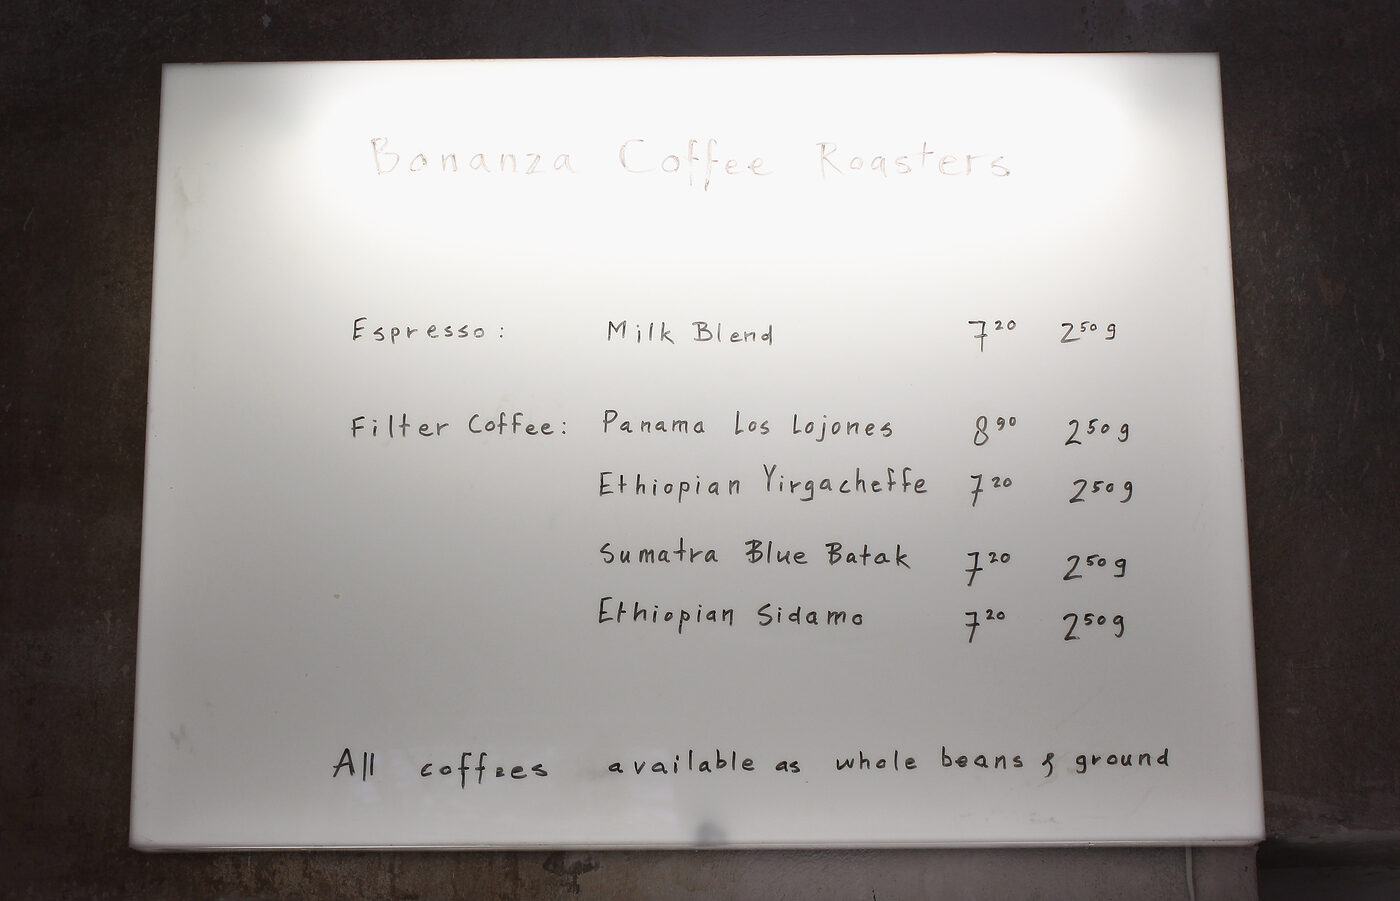 Bonanza Coffee Roasters
Espresso: Milk Blend 7²⁰ 250g
Filter Coffee: Panama Los Lojones 8⁹⁰ 250g
Ethiopian Yirgacheffe 7²⁰ 250g
Sumatra Blue Batak 7²⁰ 250g
Ethiopian Sidamo 7²⁰ 250g
All coffees available as whole beans & ground